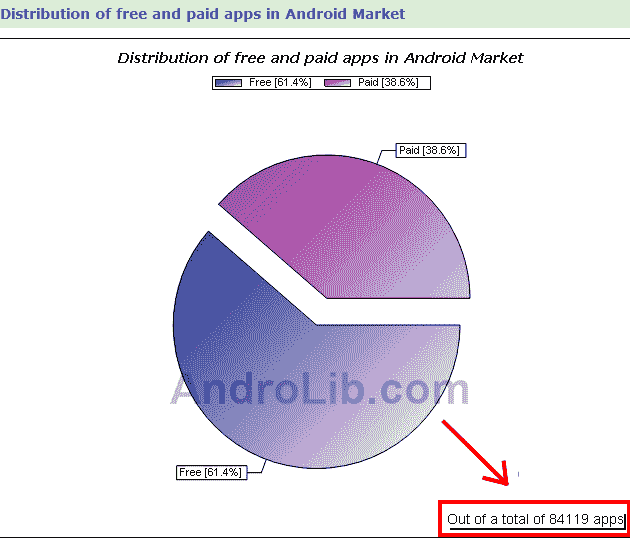 Distribution of free and paid apps in Android Market
Distribution of free and paid apps in Android Market
Free [61.4%] Paid [38.6%]
Paid [38.6%]
AndroLib.com
Free [61.4%]
Out of a total of 84119 apps